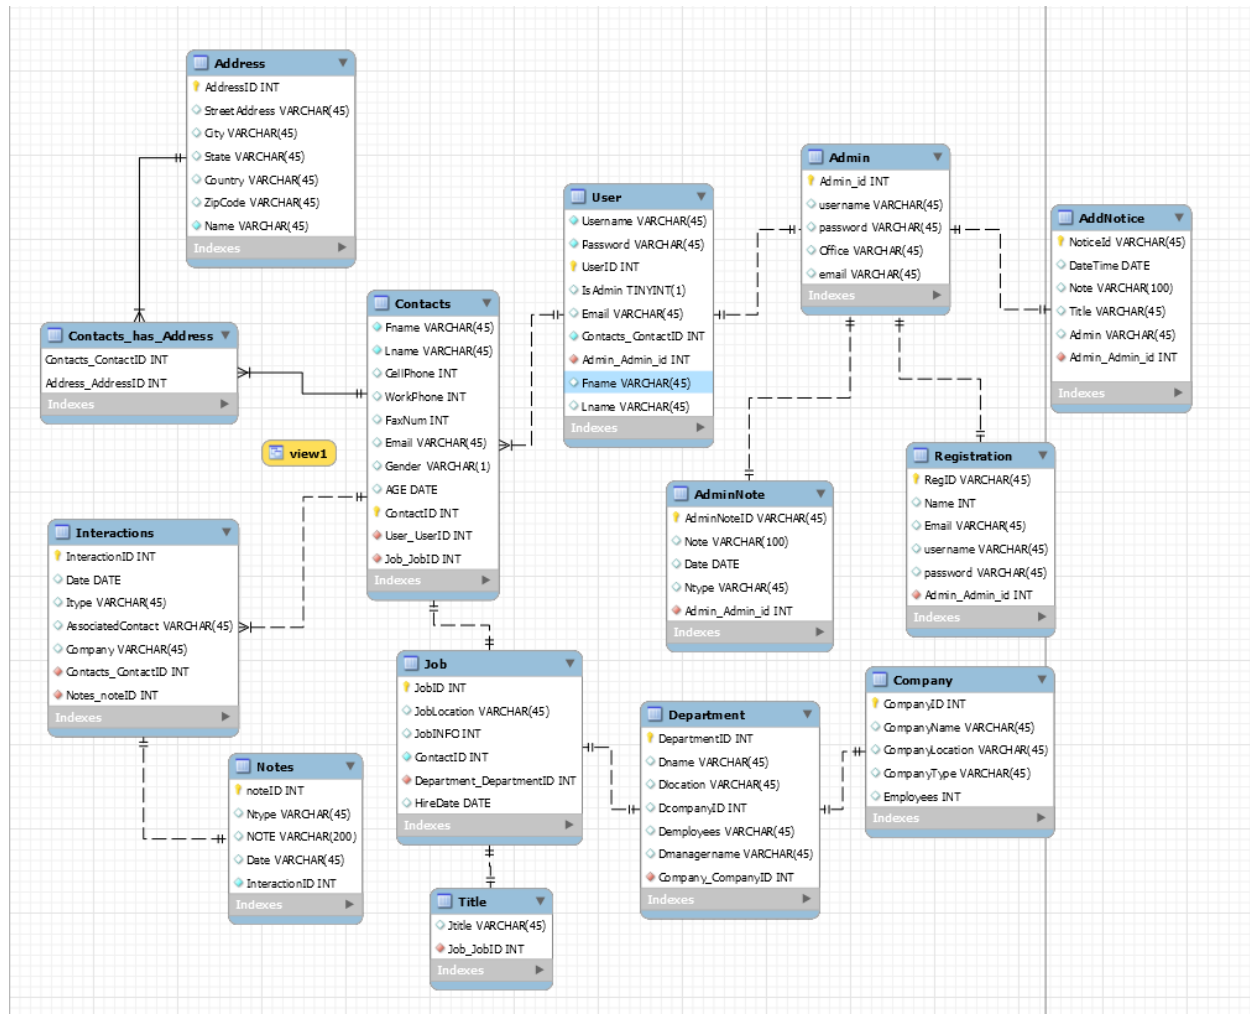 Address
AddressID INT
StreetAddress VARCHAR(45)
City VARCHAR(45)
State VARCHAR(45)
Country VARCHAR(45)
ZipCode VARCHAR(45)
Name VARCHAR(45)
Indexes
Contacts_has_Address
Contacts_ContactID INT
Address_AddressID INT
Indexes
view1
Contacts
Fname VARCHAR(45)
Lname VARCHAR(45)
CellPhone INT
WorkPhone INT
FaxNum INT
Email VARCHAR(45)
Gender VARCHAR(1)
AGE DATE
ContactID INT
User_UserID INT
Job_JobID INT
Indexes
User
Username VARCHAR(45)
Password VARCHAR(45)
UserID INT
IsAdmin TINYINT(1)
Email VARCHAR(45)
Contacts_ContactID INT
Admin_Admin_id INT
Fname VARCHAR(45)
Lname VARCHAR(45)
Indexes
Admin
Admin_id INT
username VARCHAR(45)
password VARCHAR(45)
Office VARCHAR(45)
email VARCHAR(45)
Indexes
AddNotice
NoticeId VARCHAR(45)
DateTime DATE
Note VARCHAR(100)
Title VARCHAR(45)
Admin VARCHAR(45)
Admin_Admin_id INT
Indexes
AdminNote
AdminNoteID VARCHAR(45)
Note VARCHAR(100)
Date DATE
Ntype VARCHAR(45)
Admin_Admin_id INT
Indexes
Registration
RegID VARCHAR(45)
Name INT
Email VARCHAR(45)
username VARCHAR(45)
password VARCHAR(45)
Admin_Admin_id INT
Indexes
Interactions
InteractionID INT
Date DATE
Itype VARCHAR(45)
AssociatedContact VARCHAR(45)
Company VARCHAR(45)
Contacts_ContactID INT
Notes_noteID INT
Indexes
Notes
noteID INT
Ntype VARCHAR(45)
NOTE VARCHAR(200)
Date VARCHAR(45)
InteractionID INT
Indexes
Job
JobID INT
JobLocation VARCHAR(45)
JobINFO INT
ContactID INT
Department_DepartmentID INT
HireDate DATE
Indexes
Title
Jtitle VARCHAR(45)
Job_JobID INT
Indexes
Department
DepartmentID INT
Dname VARCHAR(45)
Dlocation VARCHAR(45)
DcompanyID INT
Demployees VARCHAR(45)
Dmanagername VARCHAR(45)
Company_CompanyID INT
Indexes
Company
CompanyID INT
CompanyName VARCHAR(45)
CompanyLocation VARCHAR(45)
CompanyType VARCHAR(45)
Employees INT
Indexes